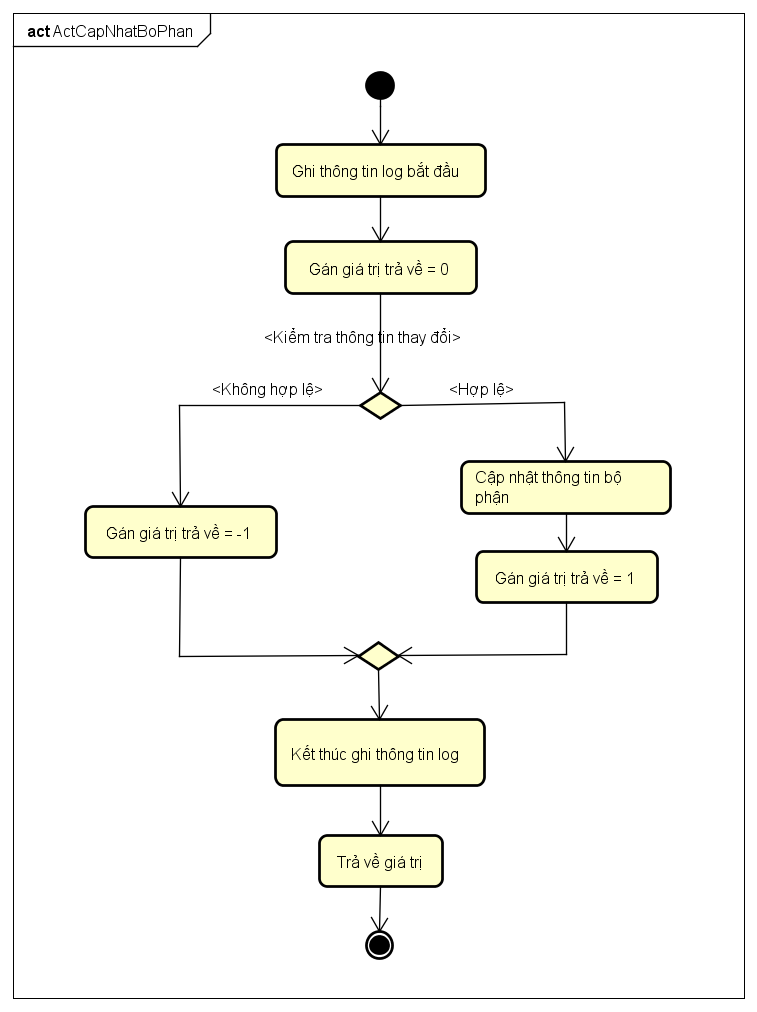 act ActCapNhatBoPhan
Ghi thông tin log bắt đầu
Gán giá trị trả về = 0
<Kiểm tra thông tin thay đổi>
<Không hợp lệ>
<Hợp lệ>
Cập nhật thông tin bộ
phận
Gán giá trị trả về = -1
Gán giá trị trả về = 1
Kết thúc ghi thông tin log
Trả về giá trị